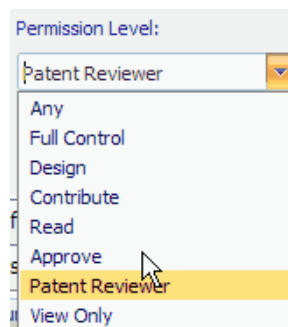 Permission Level:
Patent Reviewer
Any
Full Control
Design
Contribute
Read
Approve
Patent Reviewer
View Only